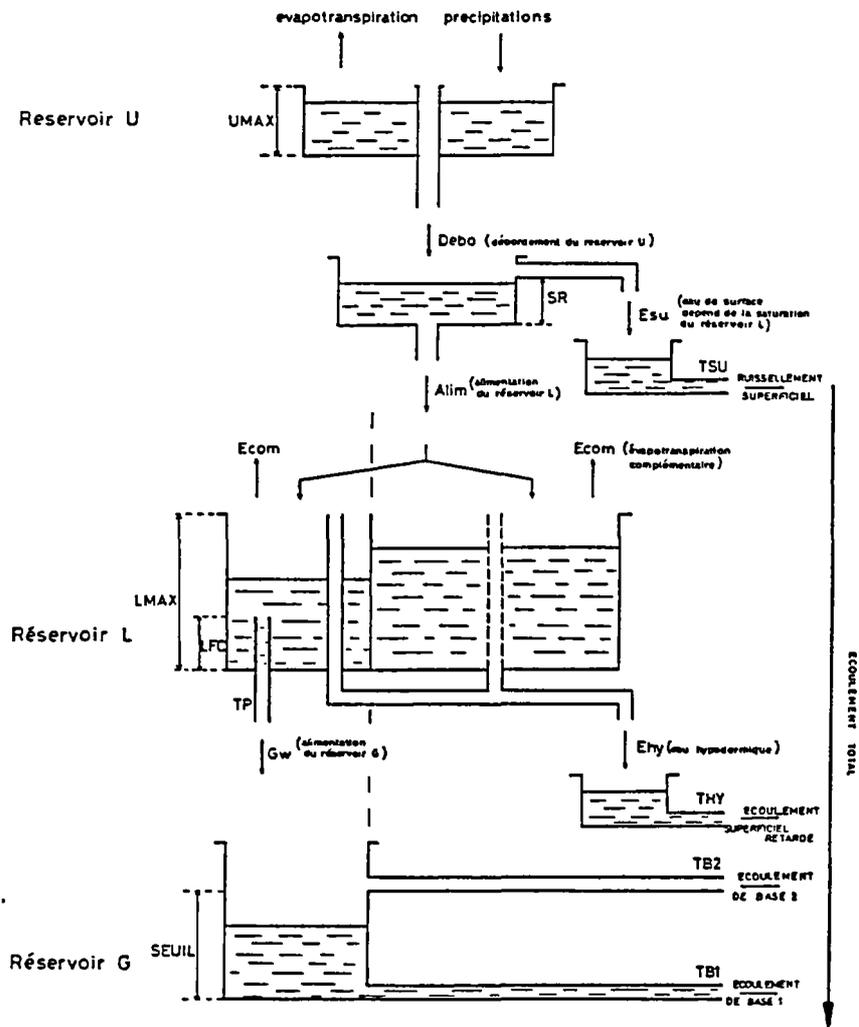 evapotranspiration precipitations
Reservoir U
UMAX
Debo (débordement du reservoir U)
SR
Esu (eau de surface
depend de la saturation
du réservoir L)
TSU
RUISSELLEMENT
SUPERFICIEL
Alim (alimentation
du réservoir L)
Ecom
Ecom (évapotranspiration
complémentaire)
LMAX
Réservoir L
LFC
TP
Gw (alimentation
du réservoir G)
Ehy (eau hypodermique)
THY
ECOULEMENT
SUPERFICIEL
RETARDE
TB2
ECOULEMENT
DE BASE 2
SEUIL
Réservoir G
TB1
ECOULEMENT
DE BASE 1
ECOULEMENT TOTAL